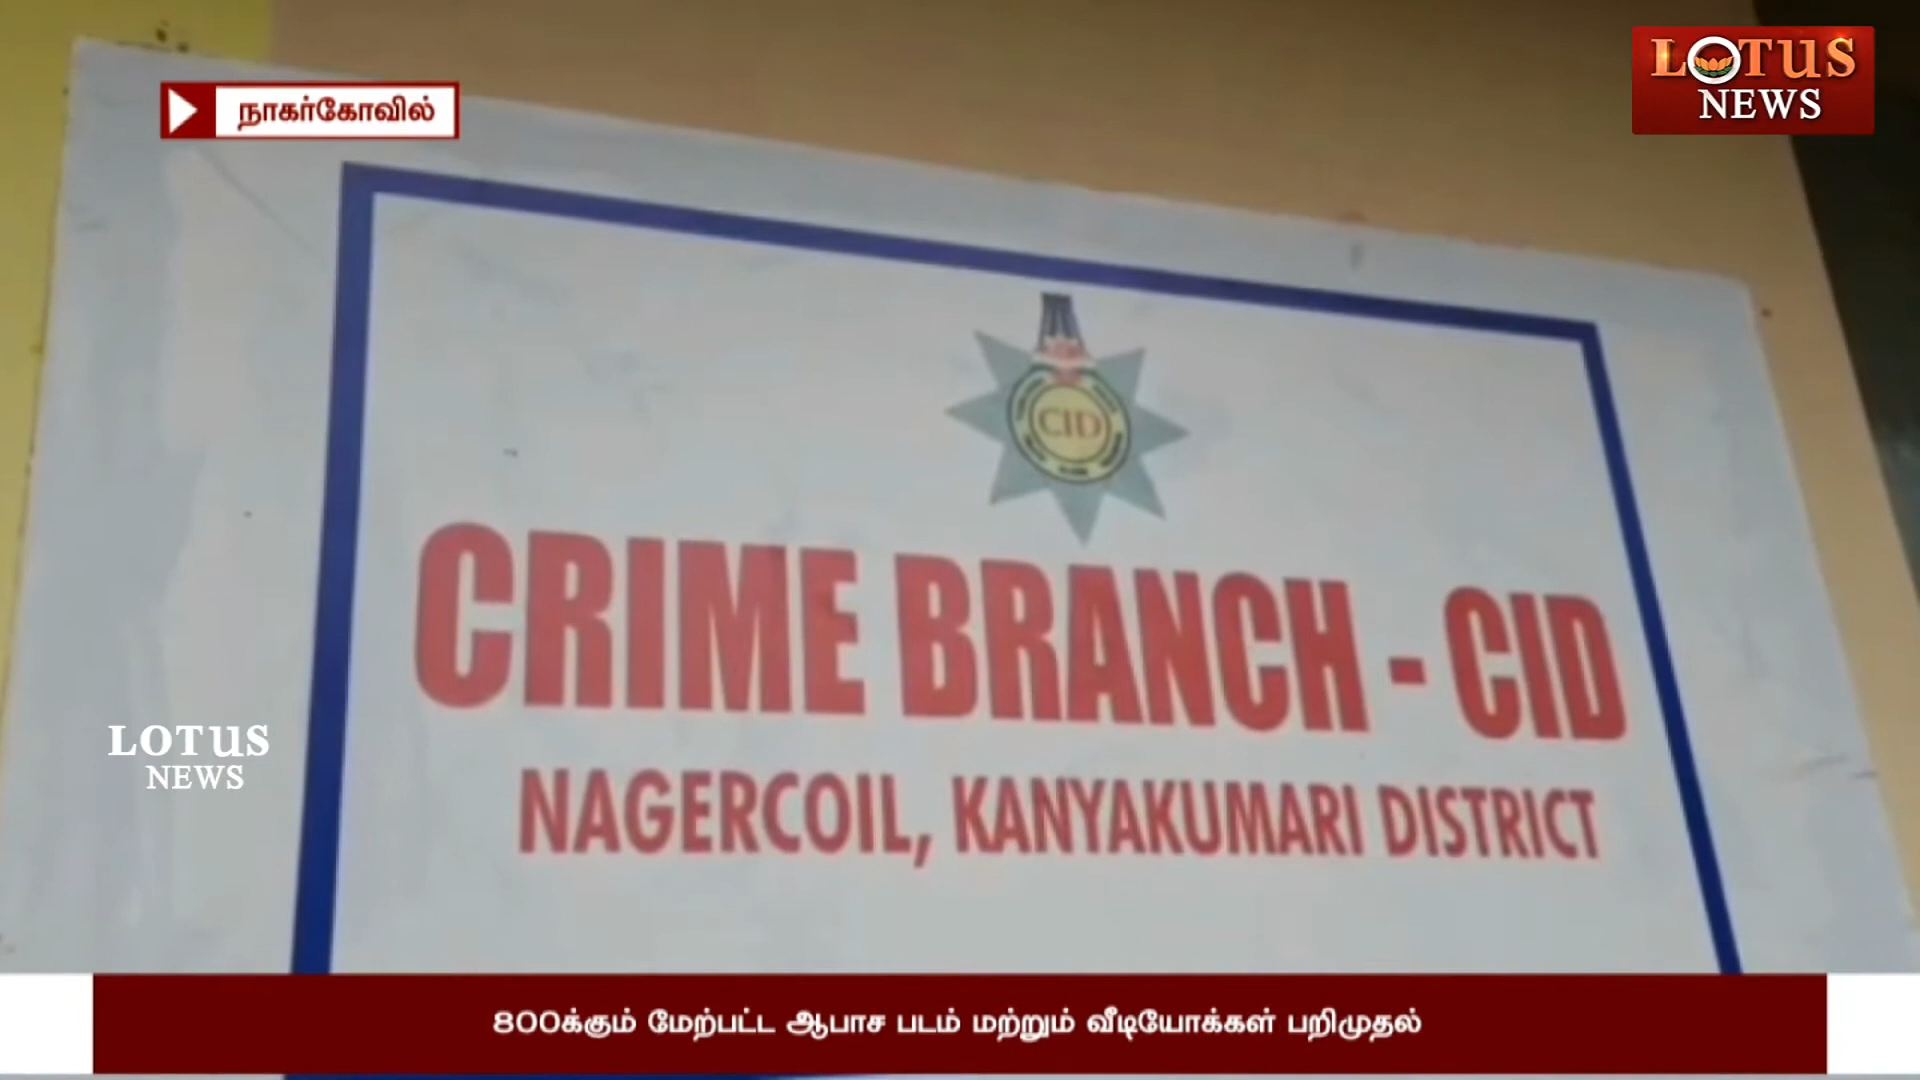 LOTUS
NEWS
நாகர்கோவில்
CID
CRIME BRANCH - CID
NAGERCOIL, KANYAKUMARI DISTRICT
LOTUS
NEWS
800க்கும் மேற்பட்ட ஆபாச படம் மற்றும் வீடியோக்கள் பறிமுதல்